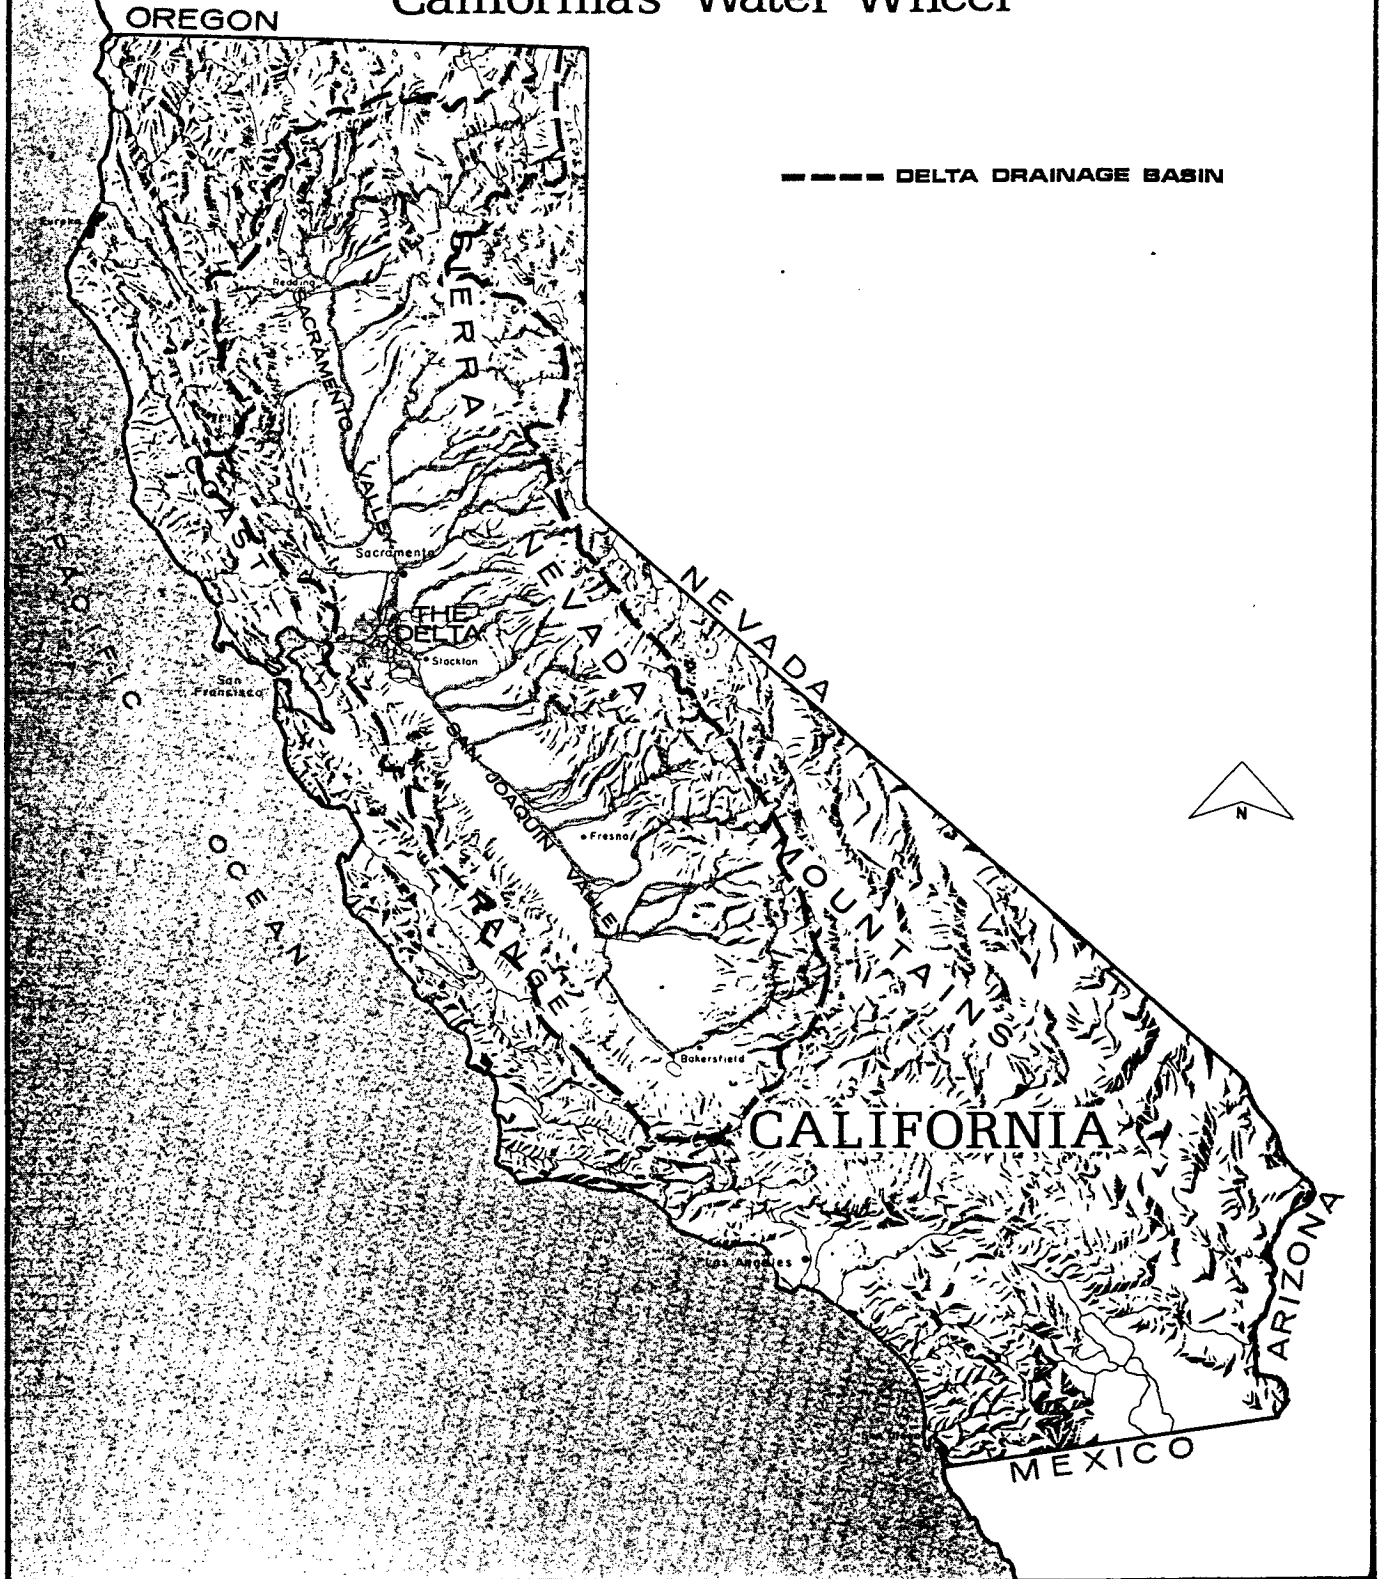 California's Water Wheel
OREGON
DELTA DRAINAGE BASIN
Eureka
Redding
SACRAMENTO VALLEY
SIERRA NEVADA MOUNTAINS
COAST RANGE
Sacramento
THE
DELTA
Stockton
San
Francisco
NEVADA
PACIFIC OCEAN
SAN JOAQUIN VALLEY
Fresno
N
Bakersfield
CALIFORNIA
Los Angeles
ARIZONA
MEXICO